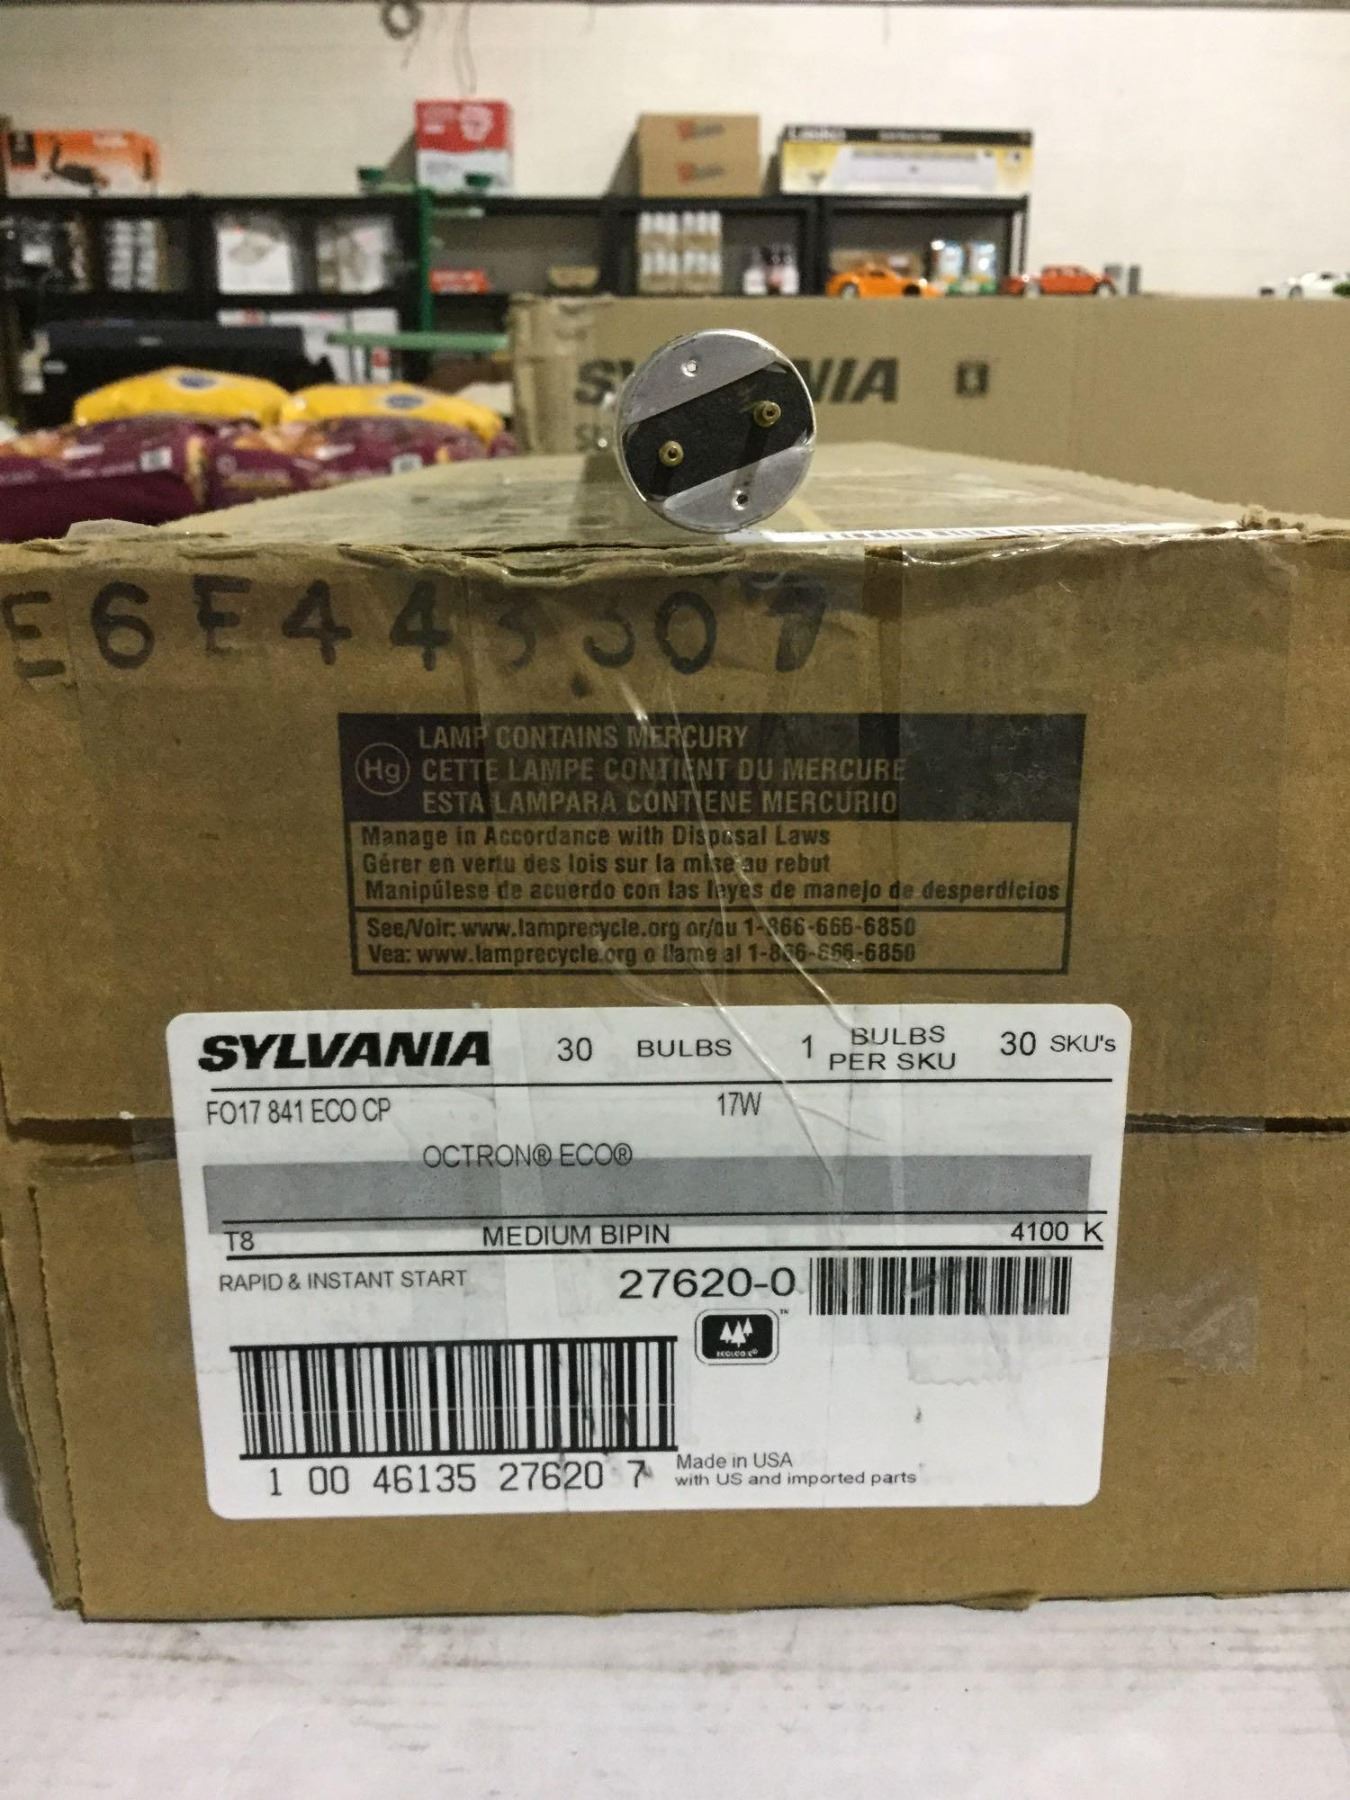 E6E44
07
LAMP CONTAINS MERCURY
Hg CETTE LAMPE CONTIENT DU MERCURE
ESTA LAMPARA CONTIENE MERCURIO
Manage in Accordance with Disposal Laws
Gérer en vertu des lois sur la mise au rebut
Manipúlese de acuerdo con las leyes de manejo de desperdicios
See/Voir: www.lamprecycle.org or/ou 1-866-666-6850
Vea: www.lamprecycle.org o llame al 1-866-666-6850
SYLVANIA 30 BULBS 1 BULBS PER SKU 30 SKU's
FO17 841 ECO CP 17W
OCTRON® ECO®
T8 MEDIUM BIPIN 4100 K
RAPID & INSTANT START 27620-0
TM
ECOLOGIC®
1 00 46135 27620 7
Made in USA
with US and imported parts